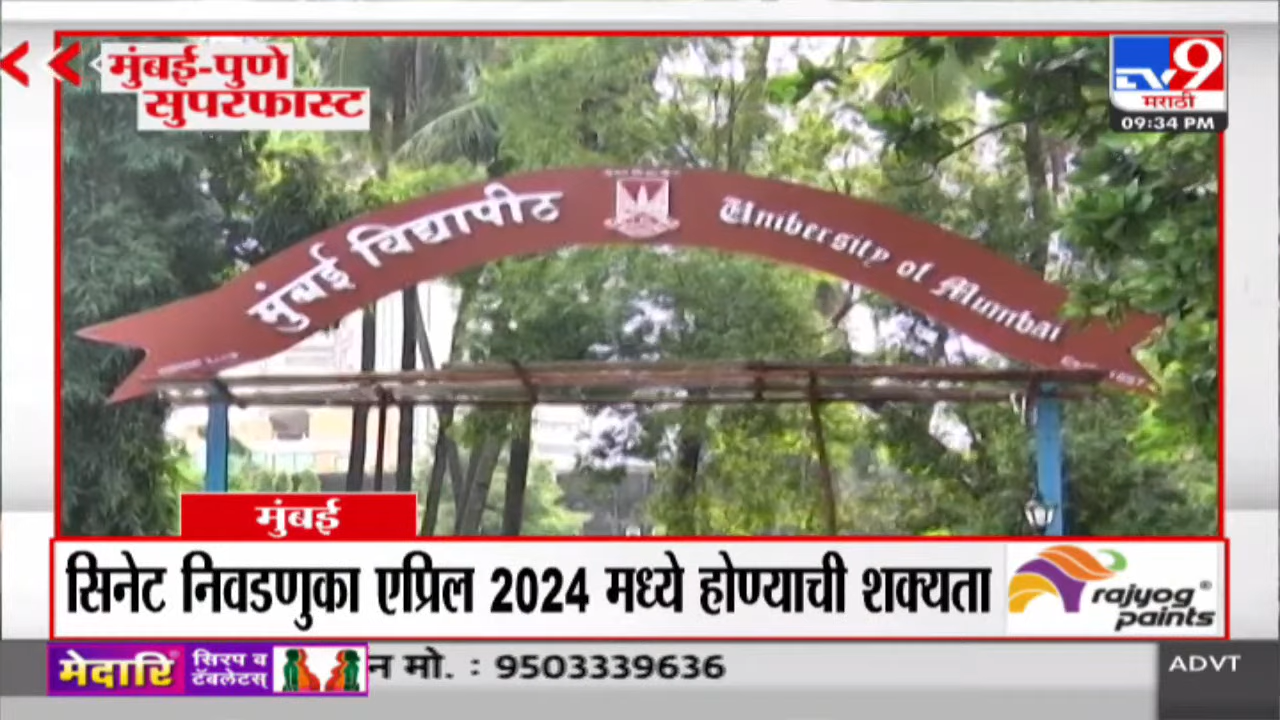 मुंबई-पुणे
सुपरफास्ट
TV9
मराठी
09:34 PM
मुंबई विद्यापीठ
University of Mumbai
मुंबई
सिनेट निवडणुका एप्रिल 2024 मध्ये होण्याची शक्यता
rajyog®
paints
मेदारि
सिरप व
टॅबलेटस्
न मो. : 9503339636
ADVT